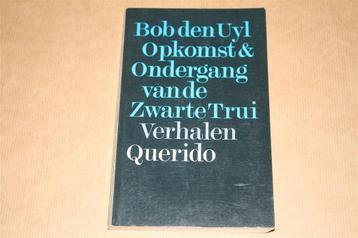 Bob den Uyl
Opkomst &
Ondergang
van de
Zwarte Trui
Verhalen
Querido